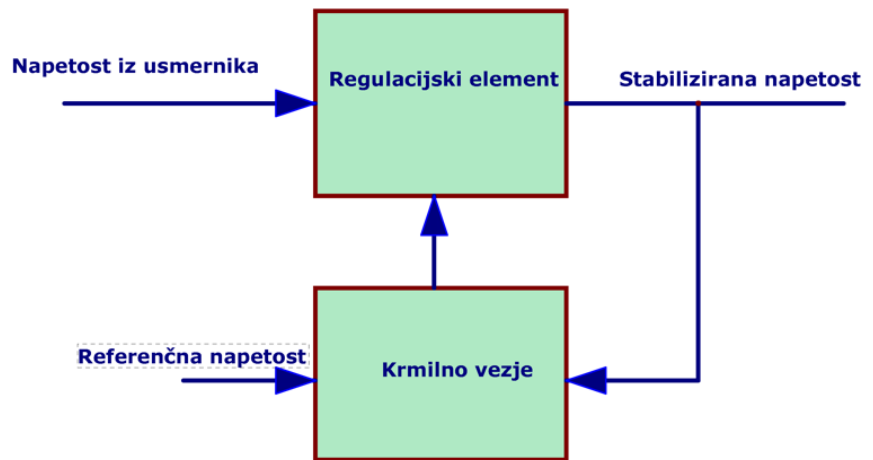 Napetost iz usmernika
Regulacijski element
Stabilizirana napetost
Referenčna napetost
Krmilno vezje